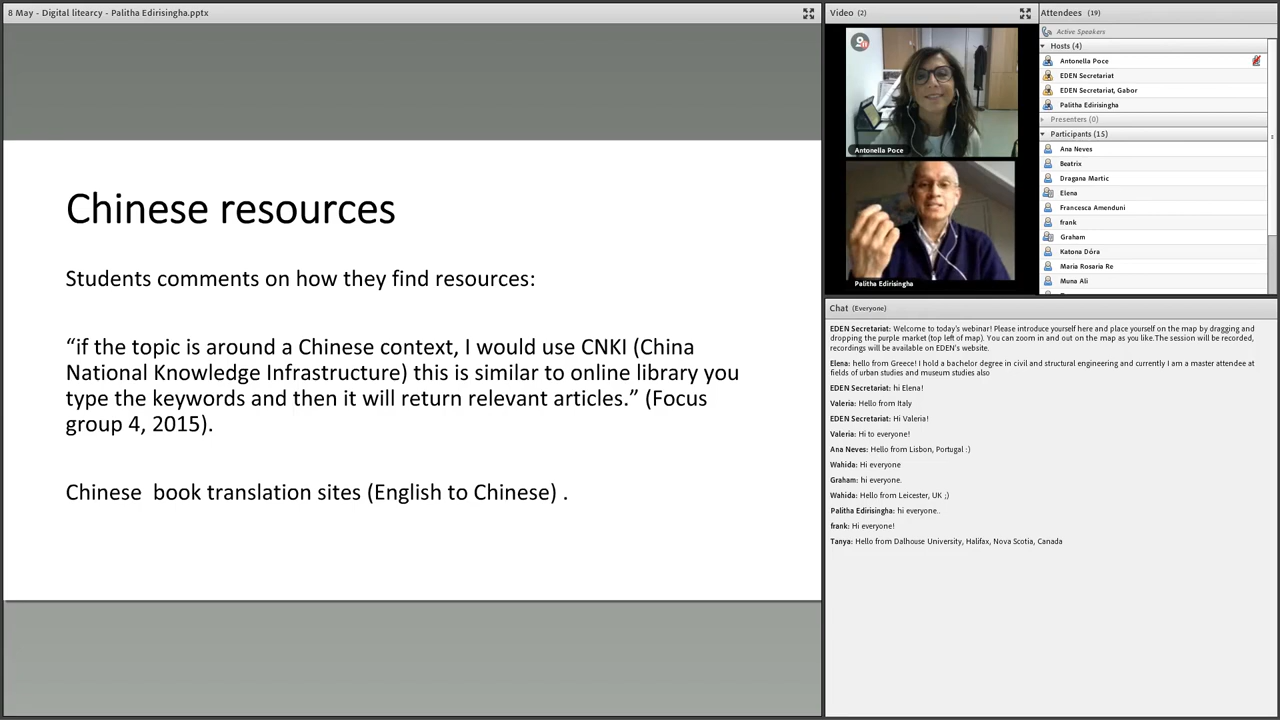 8 May - Digital litearcy - Palitha Edirisingha.pptx
Chinese resources
Students comments on how they find resources:
“if the topic is around a Chinese context, I would use CNKI (China
National Knowledge Infrastructure) this is similar to online library you
type the keywords and then it will return relevant articles.” (Focus
group 4, 2015).
Chinese  book translation sites (English to Chinese) .
Video (2)
Antonella Poce
Palitha Edirisingha
Attendees (19)
Active Speakers
Hosts (4)
Antonella Poce
EDEN Secretariat
EDEN Secretariat, Gabor
Palitha Edirisingha
Presenters (0)
Participants (15)
Ana Neves
Beatrix
Dragana Martic
Elena
Francesca Amenduni
frank
Graham
Katona Dóra
Maria Rosaria Re
Muna Ali
Chat (Everyone)
EDEN Secretariat: Welcome to today's webinar! Please introduce yourself here and place yourself on the map by dragging and
dropping the purple market (top left of map). You can zoom in and out on the map as you like.The session will be recorded,
recordings will be available on EDEN's website.
Elena: hello from Greece! I hold a bachelor degree in civil and structural engineering and currently I am a master attendee at
fields of urban studies and museum studies also
EDEN Secretariat: hi Elena!
Valeria: Hello from Italy
EDEN Secretariat: Hi Valeria!
Valeria: Hi to everyone!
Ana Neves: Hello from Lisbon, Portugal :)
Wahida: Hi everyone
Graham: hi everyone.
Wahida: Hello from Leicester, UK ;)
Palitha Edirisingha: hi everyone..
frank: Hi everyone!
Tanya: Hello from Dalhouse University, Halifax, Nova Scotia, Canada